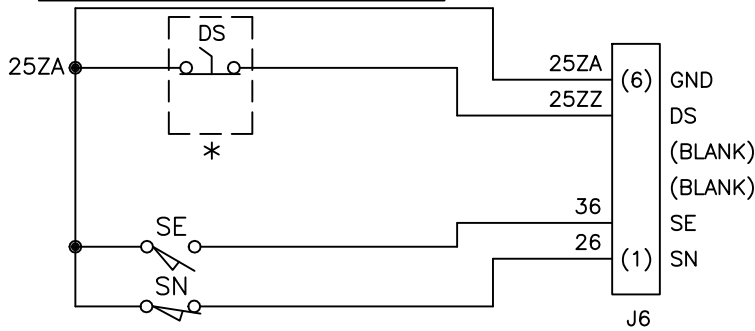 DS
25ZA
*
25ZA (6) GND
25ZZ DS
(BLANK)
(BLANK)
36 SE
26 (1) SN
SE
SN
J6